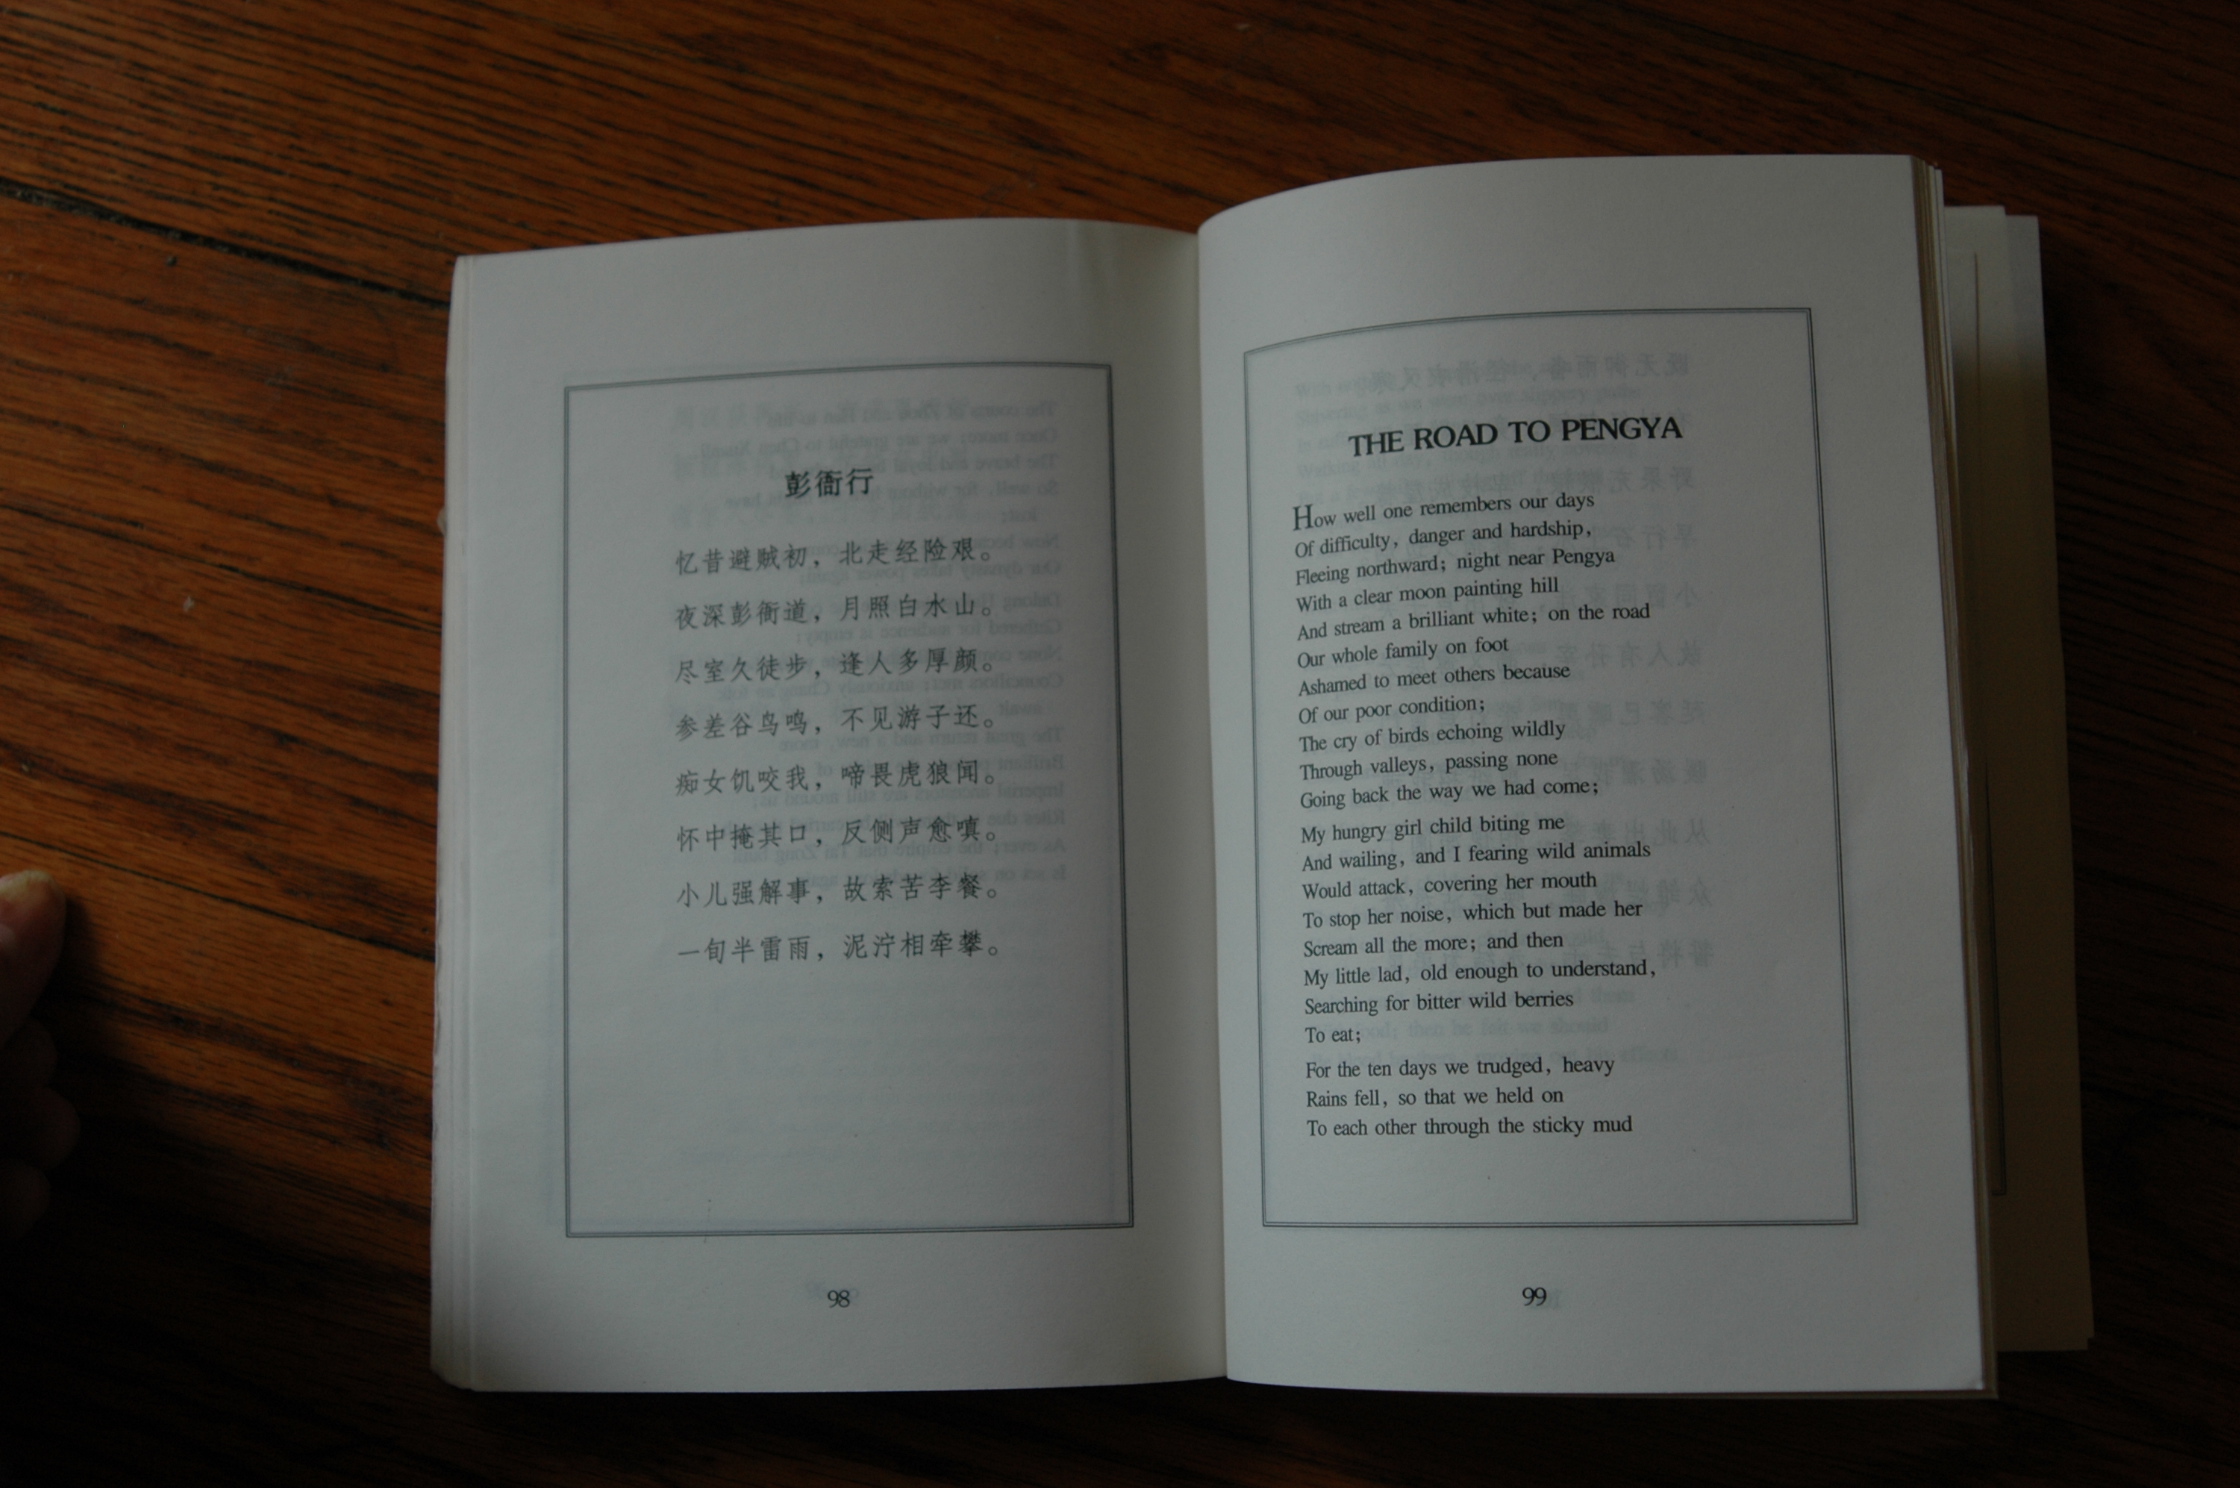 彭衙行
忆昔避贼初，北走经险艰。
夜深彭衙道，月照白水山。
尽室久徒步，逢人多厚颜。
参差谷鸟鸣，不见游子还。
痴女饥咬我，啼畏虎狼闻。
怀中掩其口，反侧声愈嗔。
小儿强解事，故索苦李餐。
一旬半雷雨，泥泞相牵攀。
98
THE ROAD TO PENGYA
How well one remembers our days
Of difficulty, danger and hardship,
Fleeing northward; night near Pengya
With a clear moon painting hill
And stream a brilliant white; on the road
Our whole family on foot
Ashamed to meet others because
Of our poor condition;
The cry of birds echoing wildly
Through valleys, passing none
Going back the way we had come;
My hungry girl child biting me
And wailing, and I fearing wild animals
Would attack, covering her mouth
To stop her noise, which but made her
Scream all the more; and then
My little lad, old enough to understand,
Searching for bitter wild berries
To eat;
For the ten days we trudged, heavy
Rains fell, so that we held on
To each other through the sticky mud
99